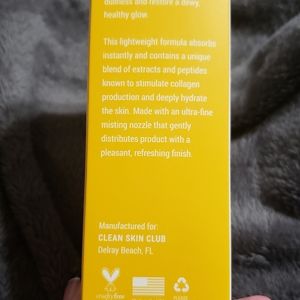 dullness and restore a dewy,
healthy glow.
This lightweight formula absorbs
instantly and contains a unique
blend of extracts and peptides
known to stimulate collagen
production and deeply hydrate
the skin. Made with an ultra-fine
misting nozzle that gently
distributes product with a
pleasant, refreshing finish.
Manufactured for:
CLEAN SKIN CLUB
Delray Beach, FL